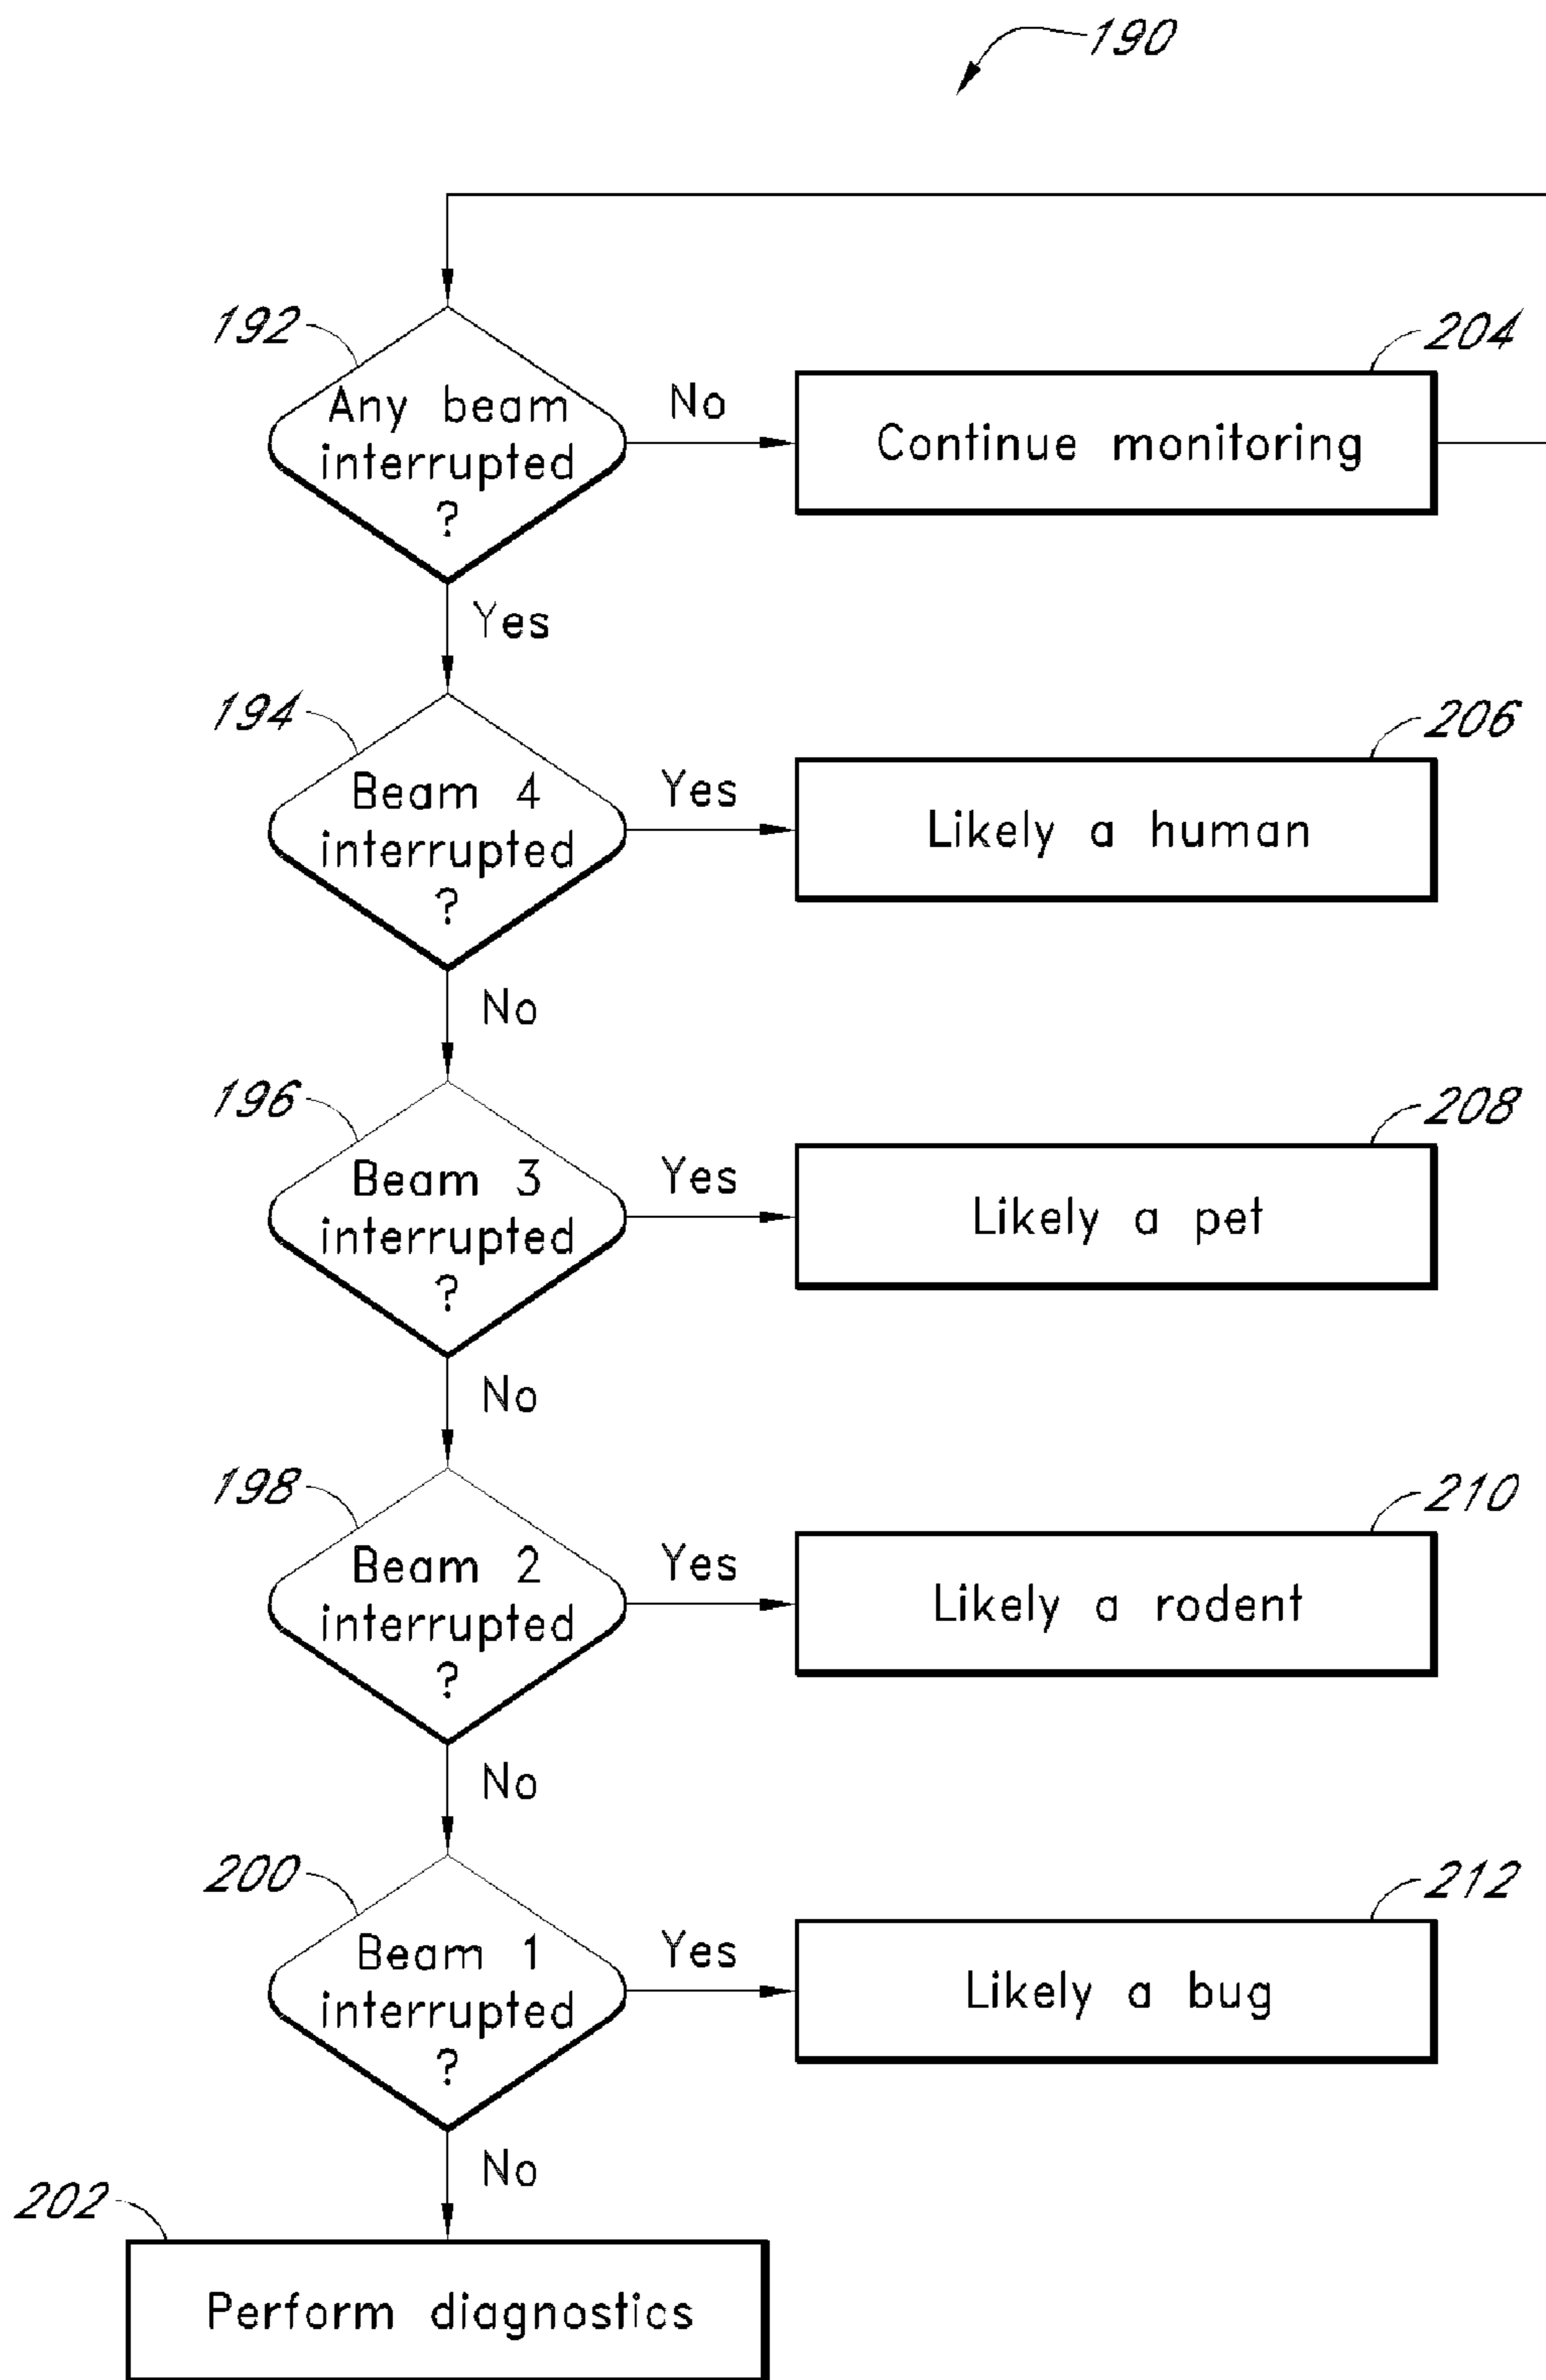 190
192
Any beam
interrupted
?
No
204
Continue monitoring
Yes
194
Beam 4
interrupted
?
Yes
206
Likely a human
No
196
Beam 3
interrupted
?
Yes
208
Likely a pet
No
198
Beam 2
interrupted
?
Yes
210
Likely a rodent
No
200
Beam 1
interrupted
?
Yes
212
Likely a bug
No
202
Perform diagnostics